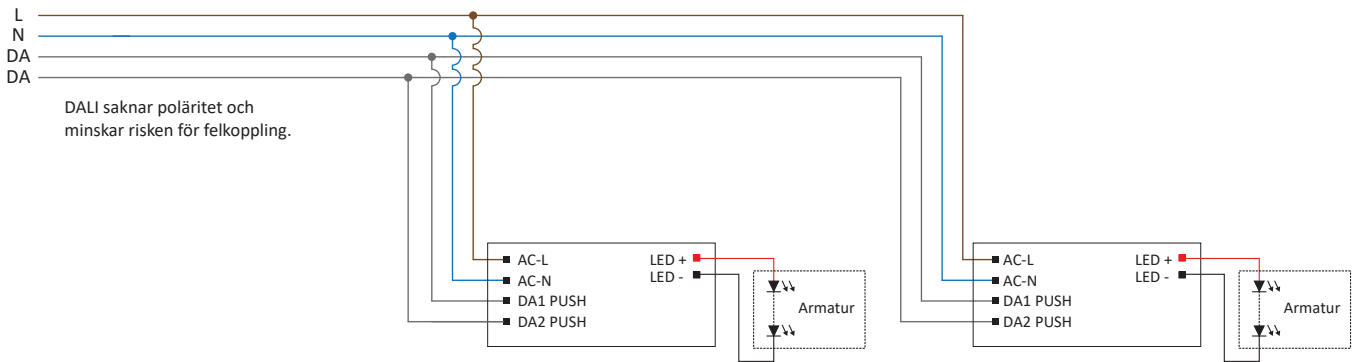 L
N
DA
DA
DALI saknar poläritet och
minskar risken för felkoppling.
AC-L
AC-N
DA1 PUSH
DA2 PUSH
LED +
LED -
Armatur
AC-L
AC-N
DA1 PUSH
DA2 PUSH
LED +
LED -
Armatur